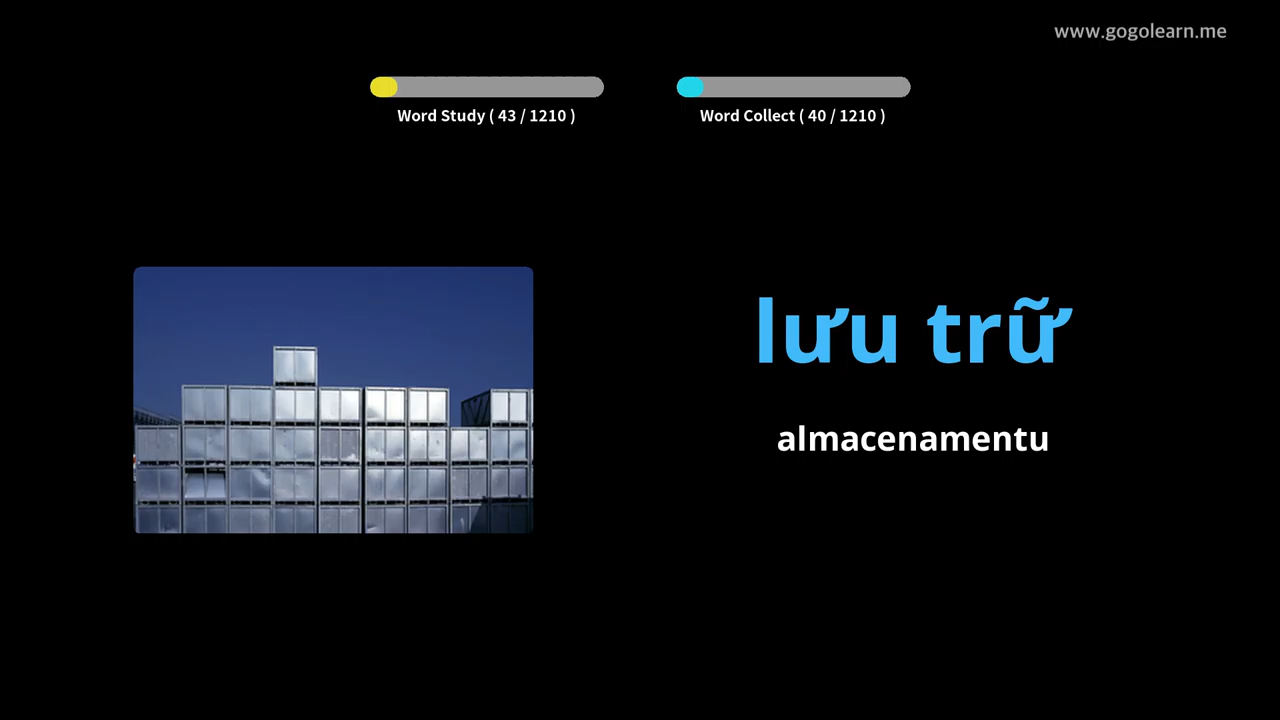 www.gogolearn.me
Word Study ( 43 / 1210 )
Word Collect ( 40 / 1210 )
lưu trữ
almacenamentu